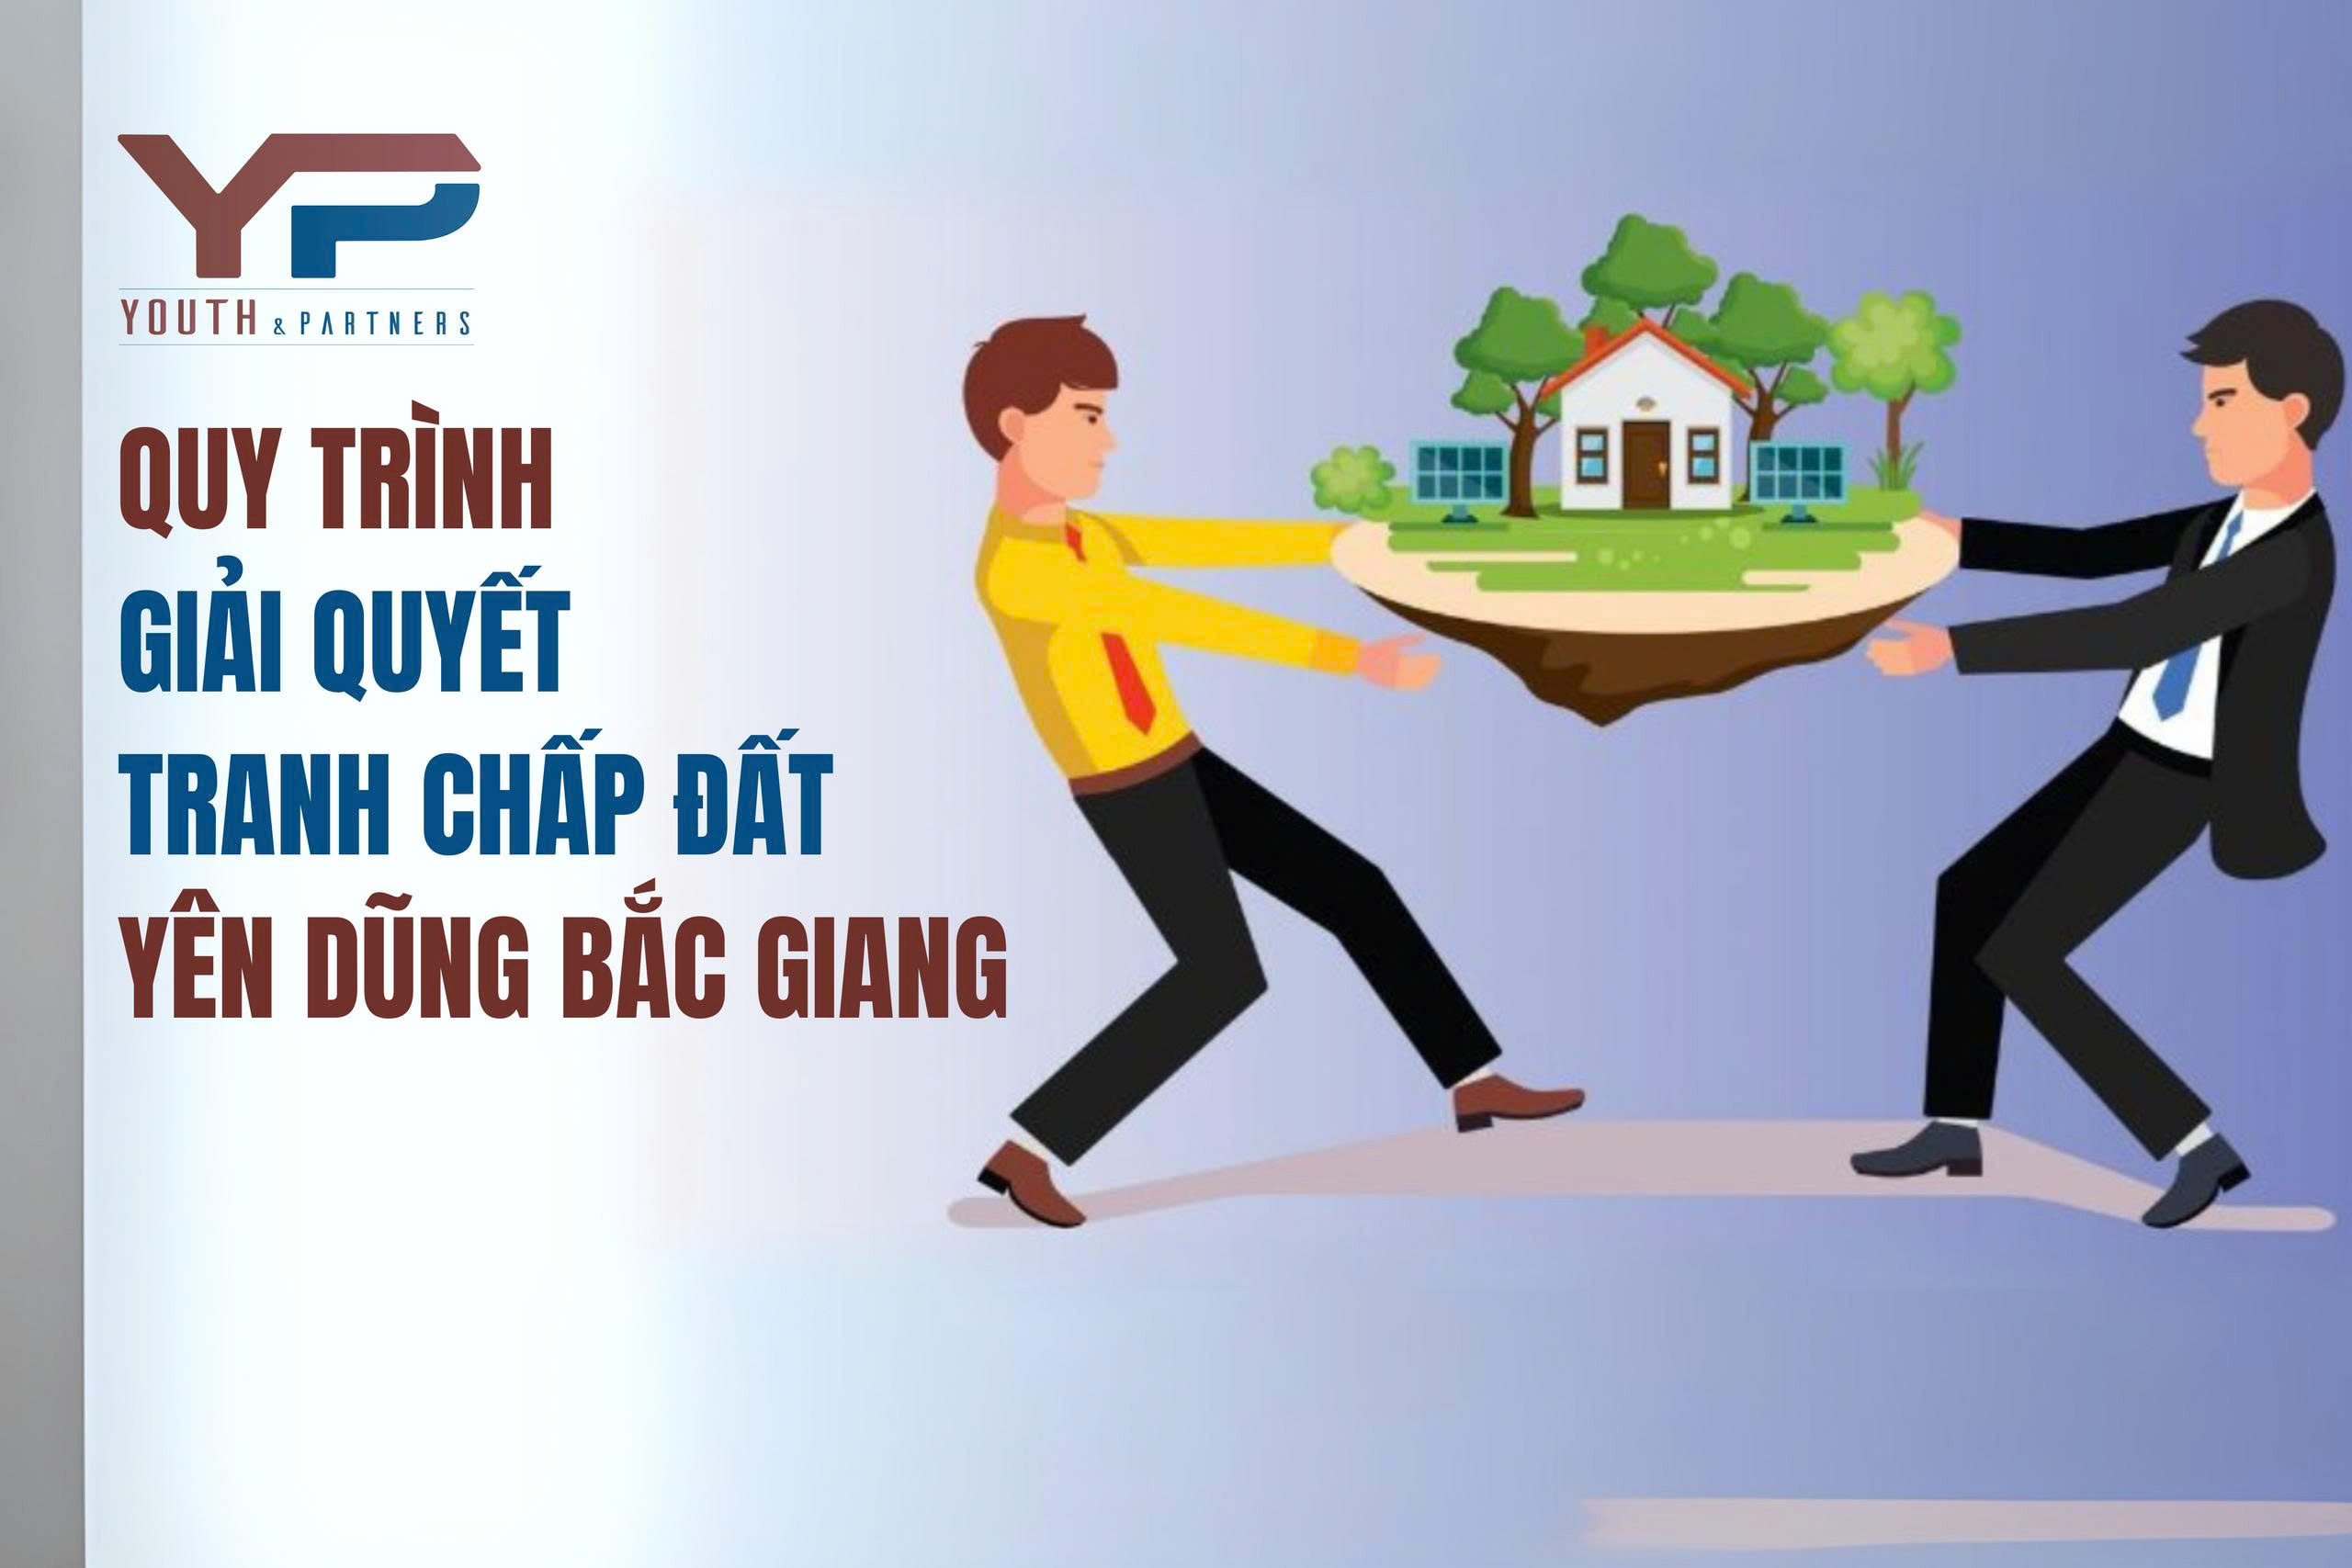 YP
YOUTH & PARTNERS
QUY TRÌNH
GIẢI QUYẾT
TRANH CHẤP ĐẤT
YÊN DŨNG BẮC GIANG